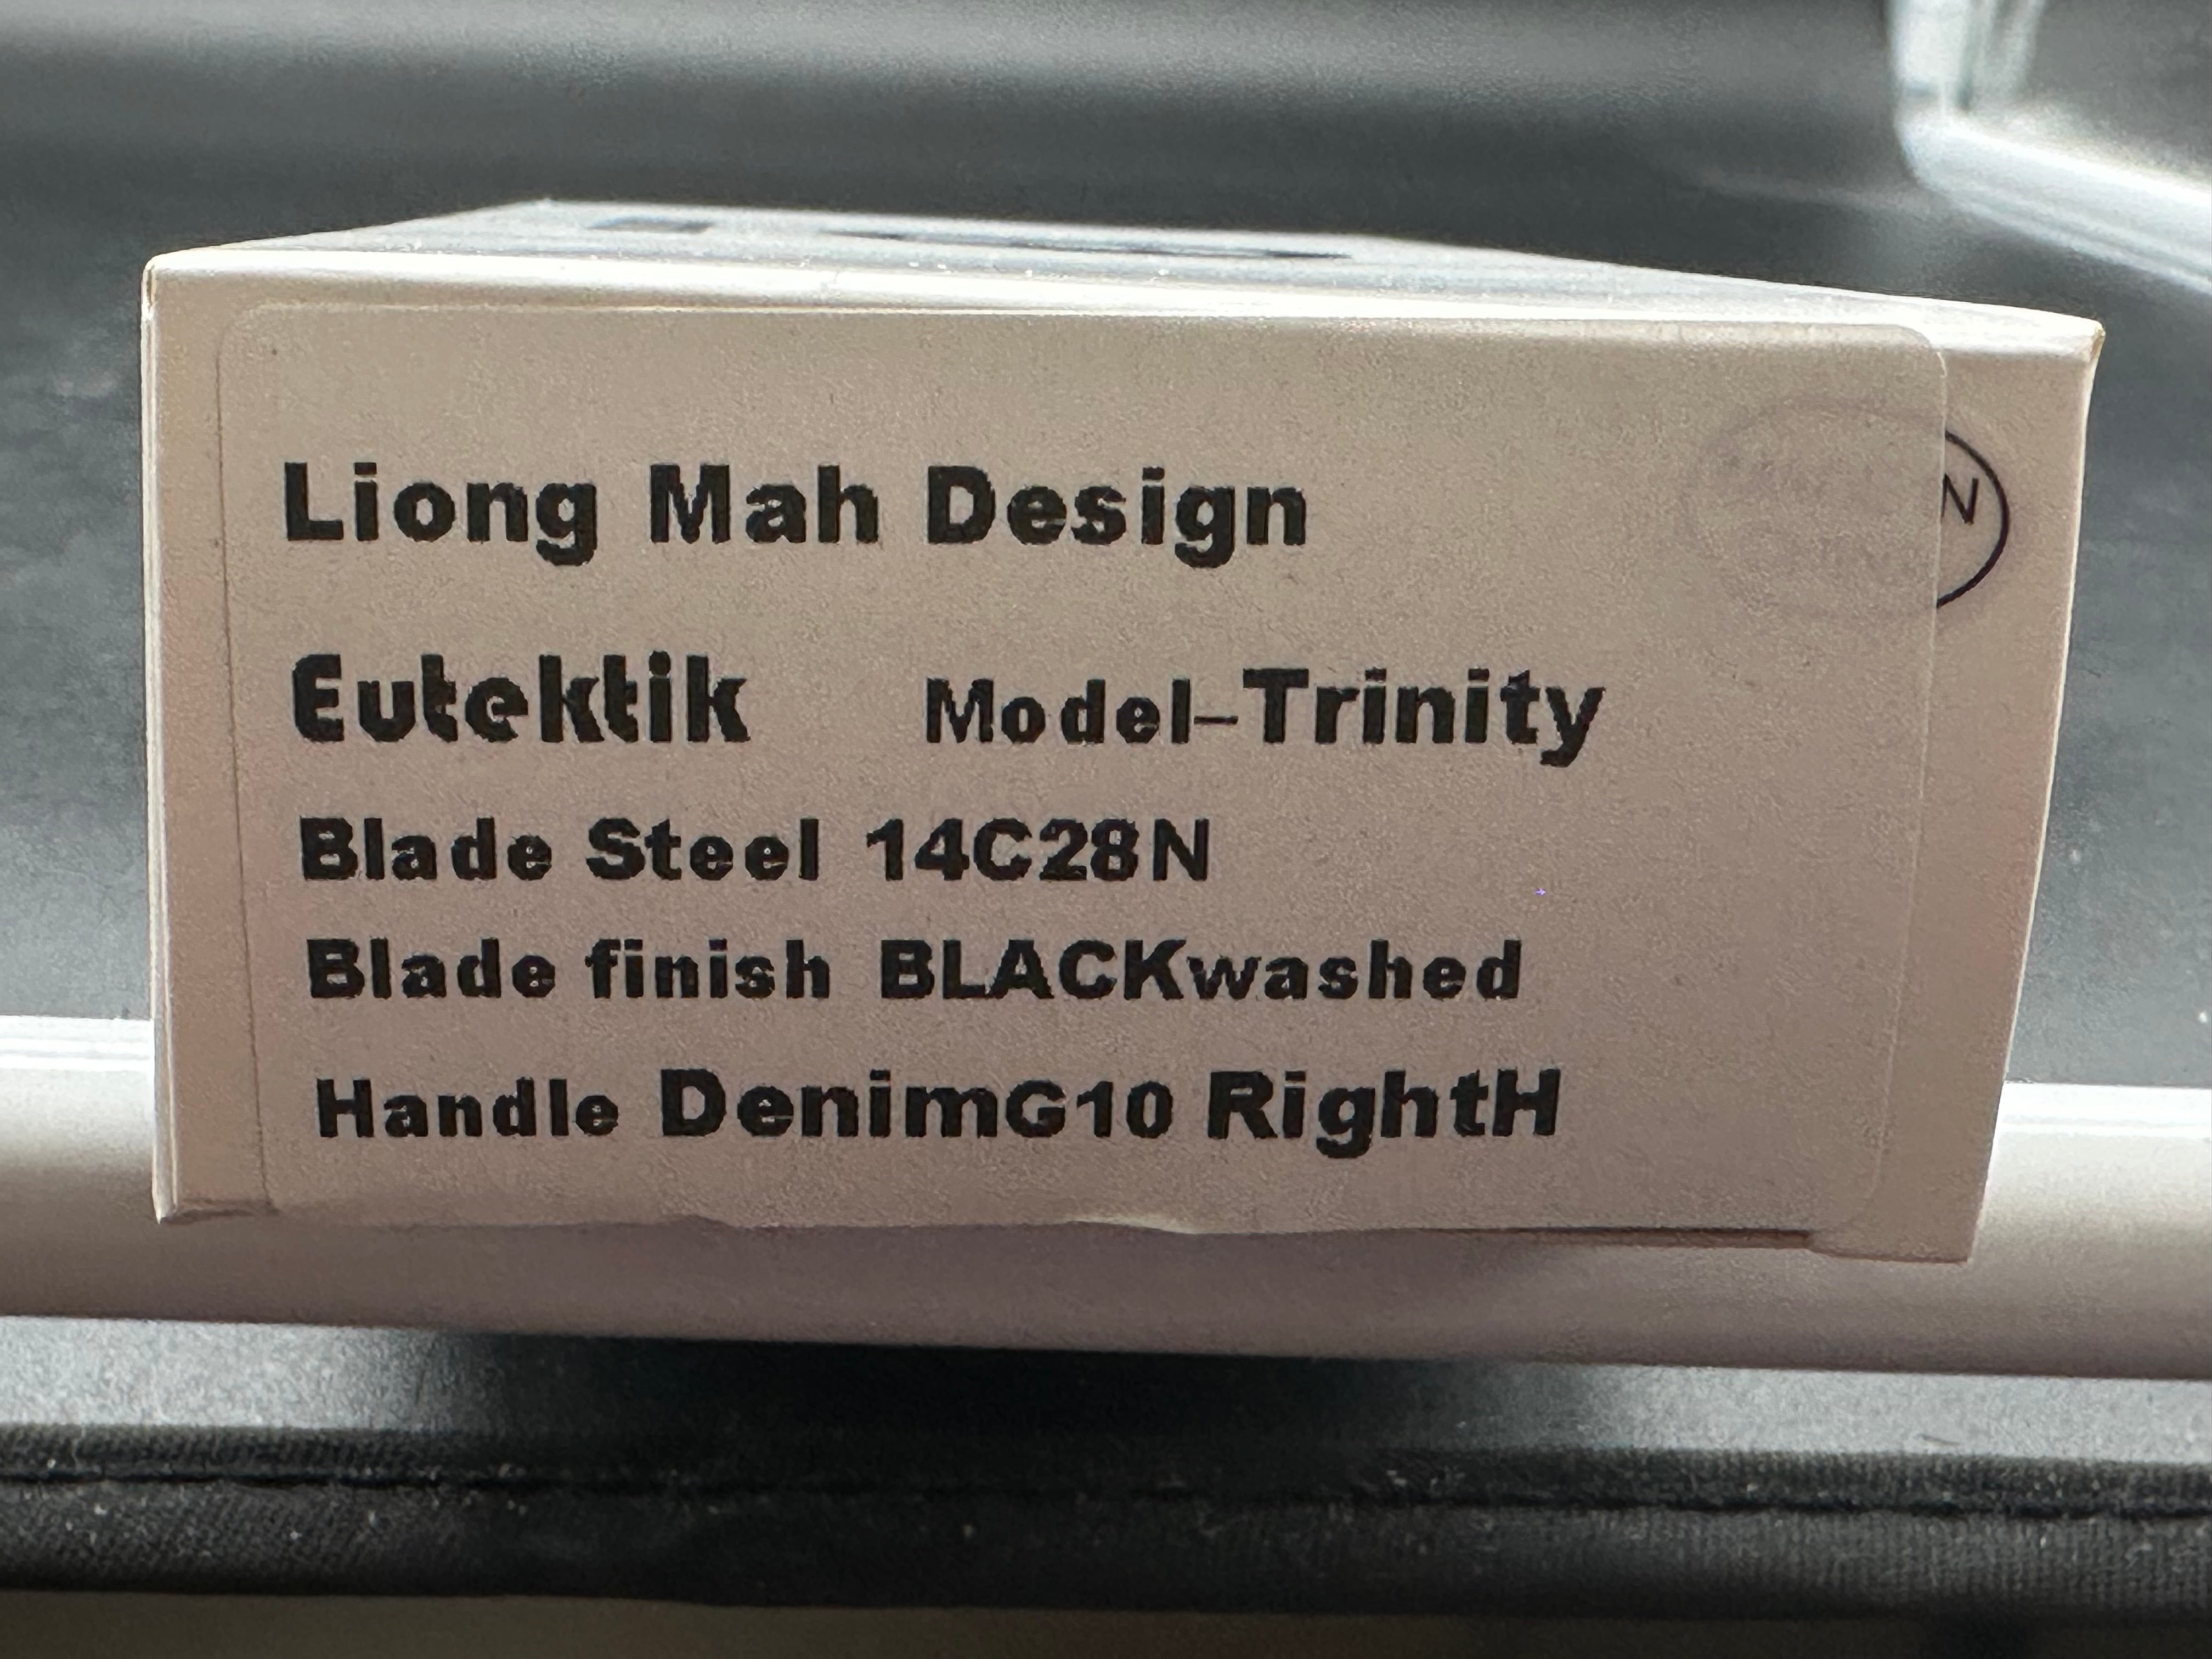 Liong Mah Design
N
Eutektik Model–Trinity
Blade Steel 14C28N
Blade finish BLACKwashed
Handle DenimG10 RightH